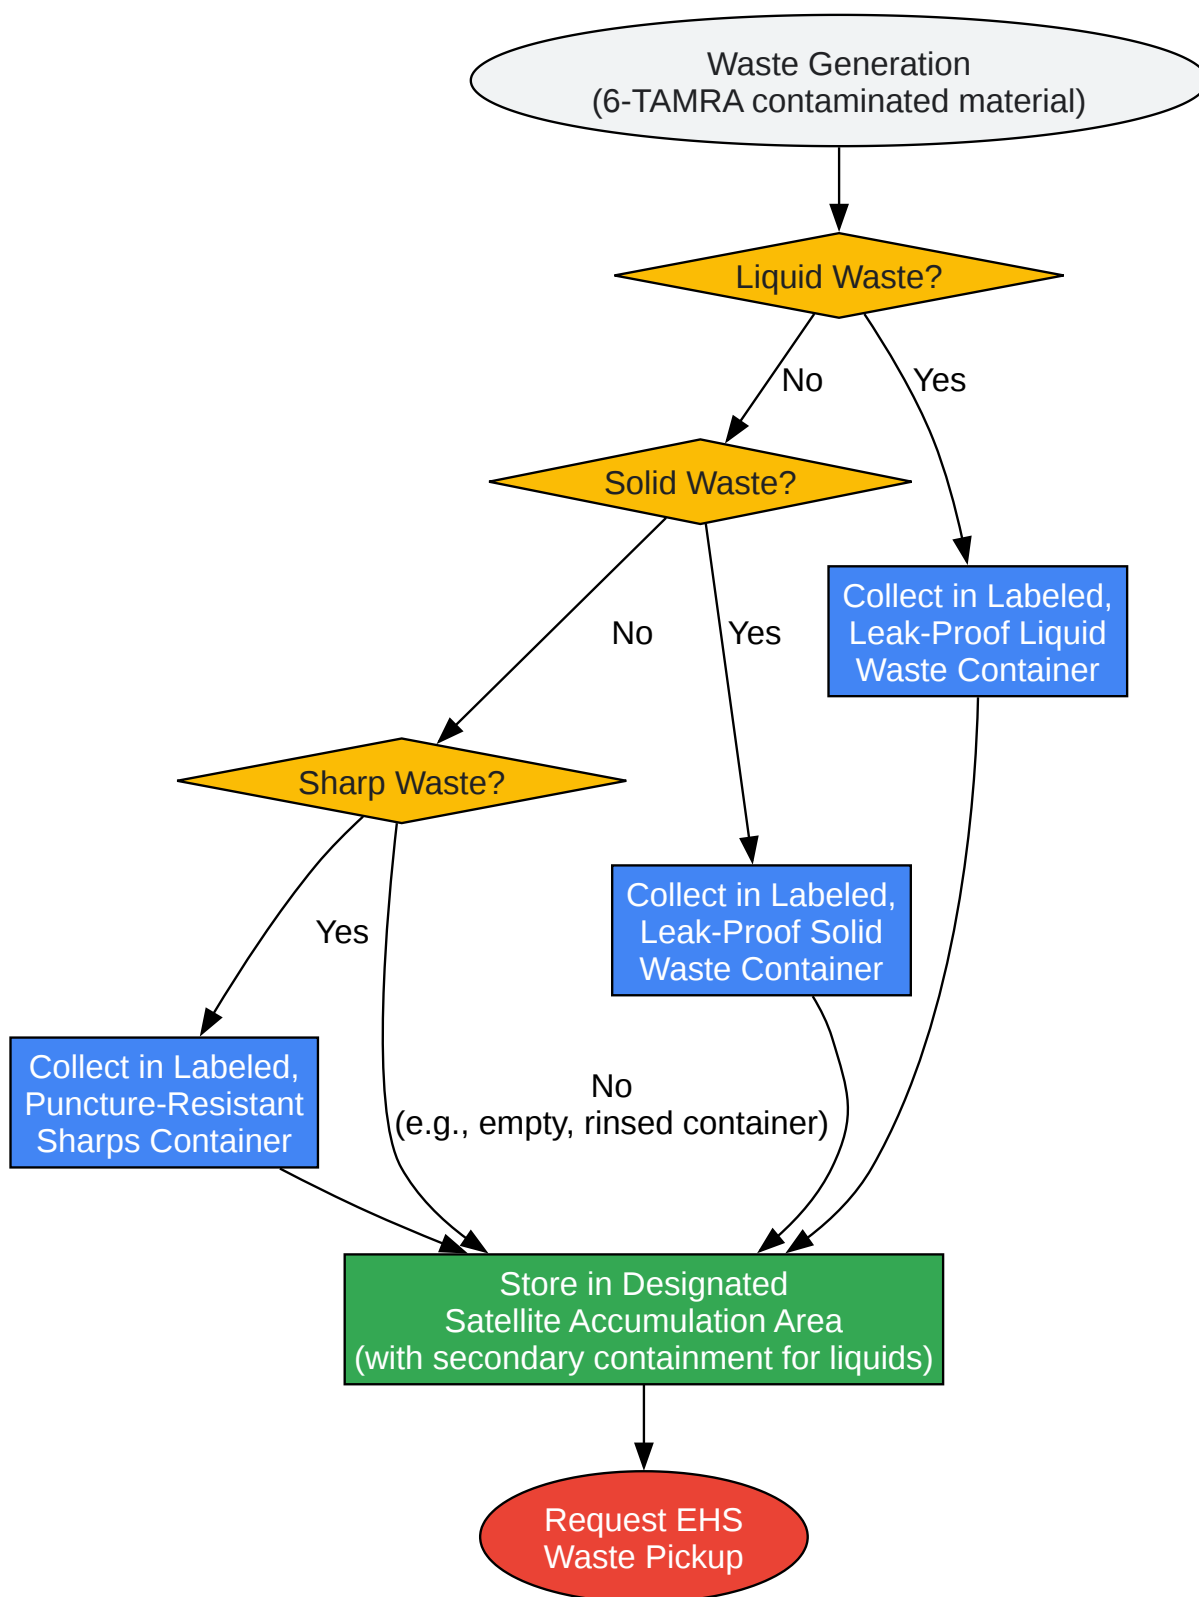 Waste Generation
(6-TAMRA contaminated material)
Liquid Waste?
No
Yes
Solid Waste?
Collect in Labeled,
Leak-Proof Liquid
Waste Container
No
Yes
Sharp Waste?
Collect in Labeled,
Leak-Proof Solid
Waste Container
Yes
Collect in Labeled,
Puncture-Resistant
Sharps Container
No
(e.g., empty, rinsed container)
Store in Designated
Satellite Accumulation Area
(with secondary containment for liquids)
Request EHS
Waste Pickup